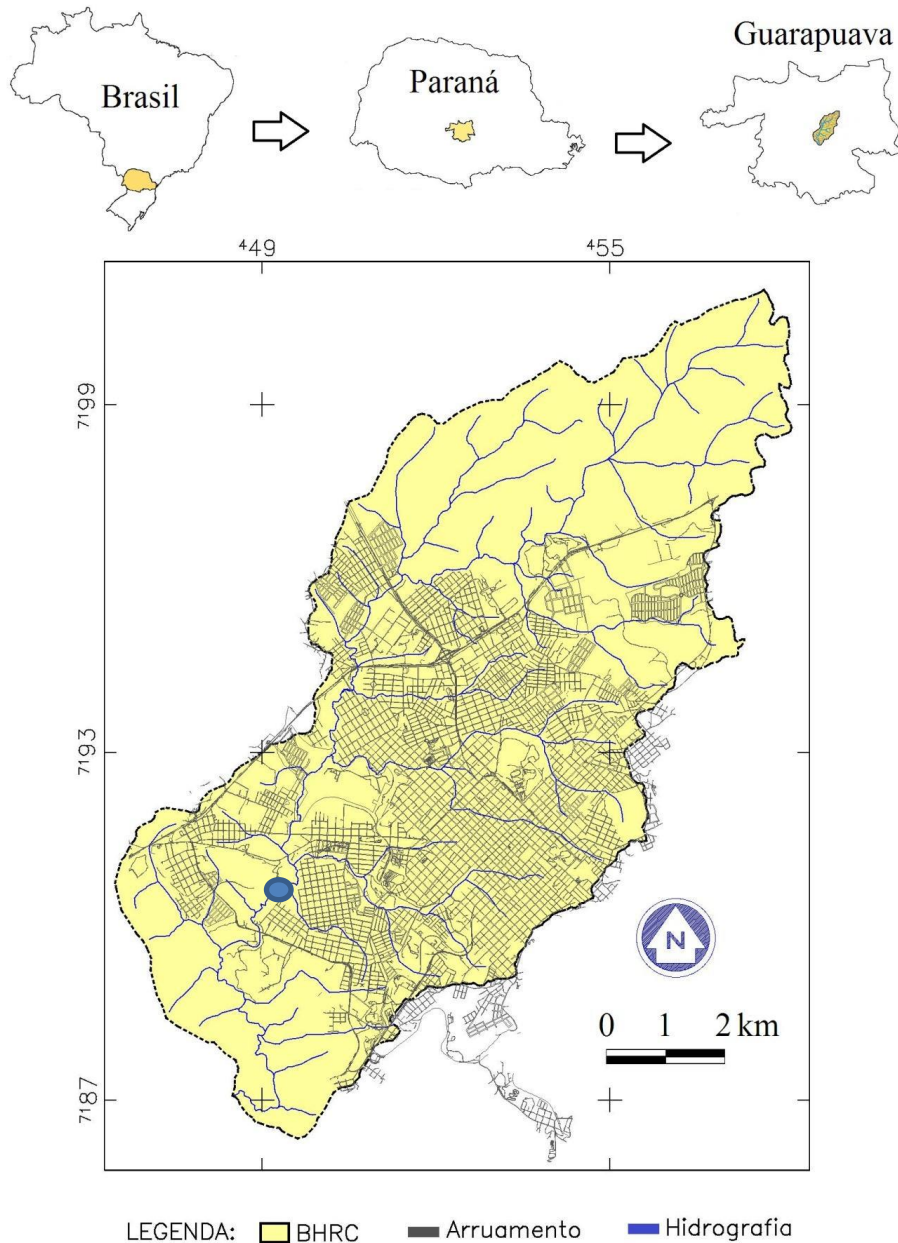 Brasil
Paraná
Guarapuava
⁴49
⁴55
7199
7193
7187
N
0 1 2 km
LEGENDA: BHRC Arruamento Hidrografia